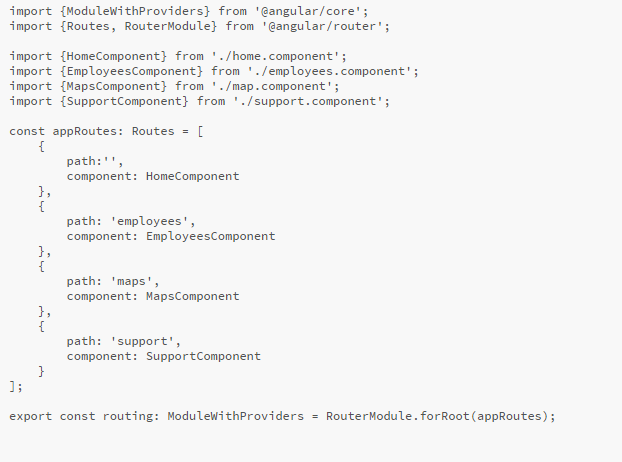 import {ModuleWithProviders} from '@angular/core';
import {Routes, RouterModule} from '@angular/router';

import {HomeComponent} from './home.component';
import {EmployeesComponent} from './employees.component';
import {MapsComponent} from './map.component';
import {SupportComponent} from './support.component';

const appRoutes: Routes = [
    {
        path:'',
        component: HomeComponent
    },
    {
        path: 'employees',
        component: EmployeesComponent
    },
    {
        path: 'maps',
        component: MapsComponent
    },
    {
        path: 'support',
        component: SupportComponent
    }
];

export const routing: ModuleWithProviders = RouterModule.forRoot(appRoutes);